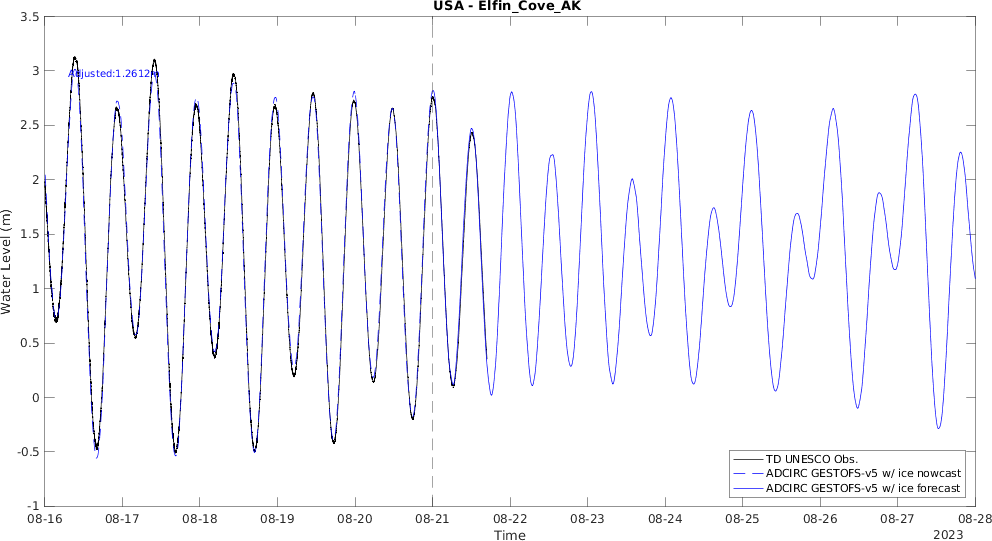 USA - Elfin_Cove_AK
3.5
3
2.5
2
1.5
1
0.5
0
-0.5
-1
Water Level (m)
Adjusted:1.2612m
TD UNESCO Obs.
ADCIRC GESTOFS-v5 w/ ice nowcast
ADCIRC GESTOFS-v5 w/ ice forecast
08-16 08-17 08-18 08-19 08-20 08-21 08-22 08-23 08-24 08-25 08-26 08-27 08-28
Time
2023